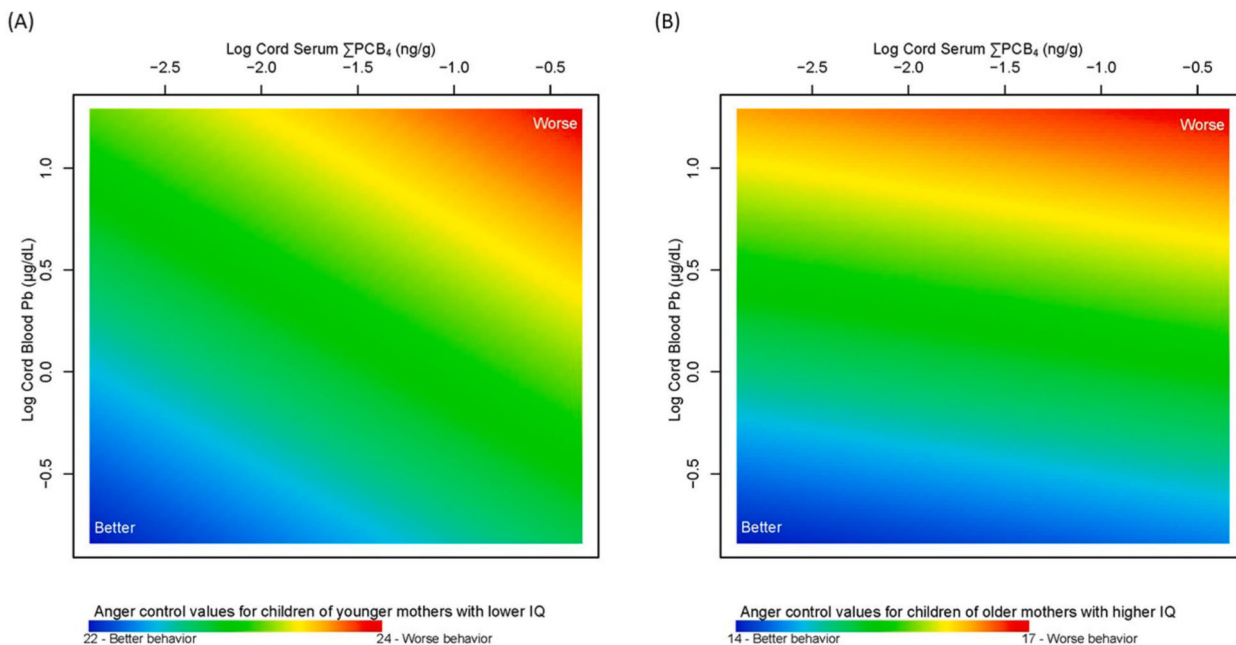 (A)
Log Cord Serum ∑PCB₄ (ng/g)
−2.5 −2.0 −1.5 −1.0 −0.5
Log Cord Blood Pb (µg/dL)
1.0
0.5
0.0
−0.5
Worse
Better
Anger control values for children of younger mothers with lower IQ
22 - Better behavior 24 - Worse behavior
(B)
Log Cord Serum ∑PCB₄ (ng/g)
−2.5 −2.0 −1.5 −1.0 −0.5
Log Cord Blood Pb (µg/dL)
1.0
0.5
0.0
−0.5
Worse
Better
Anger control values for children of older mothers with higher IQ
14 - Better behavior 17 - Worse behavior